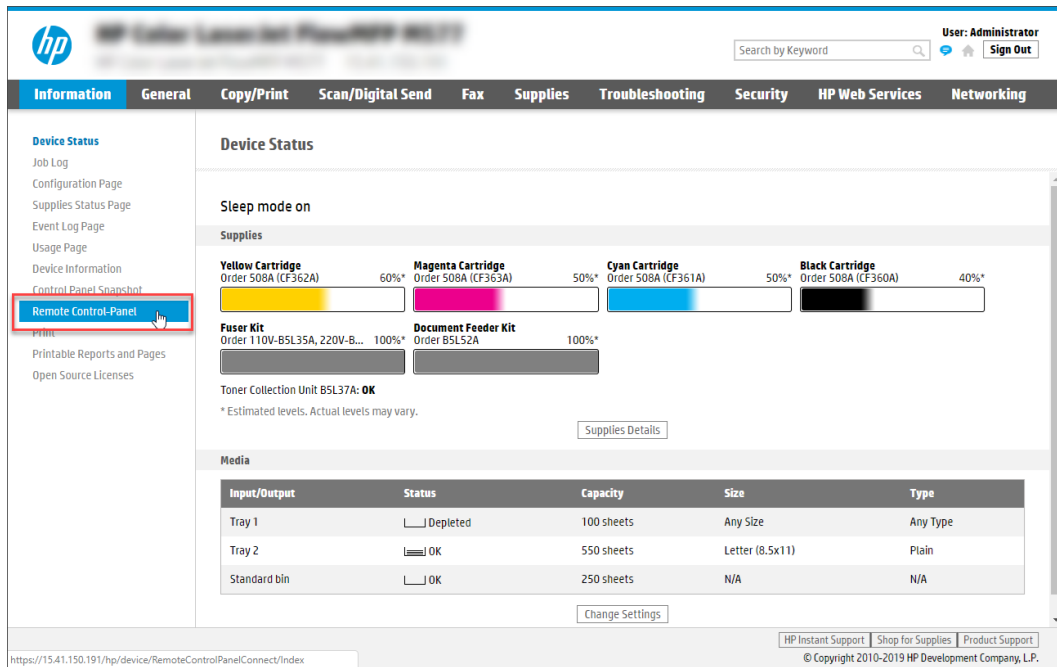 hp
User: Administrator
Search by Keyword
Sign Out
Information General Copy/Print Scan/Digital Send Fax Supplies Troubleshooting Security HP Web Services Networking
Device Status
Job Log
Configuration Page
Supplies Status Page
Event Log Page
Usage Page
Device Information
Control Panel Snapshot
Remote Control-Panel
Print
Printable Reports and Pages
Open Source Licenses
Device Status
Sleep mode on
Supplies
Yellow Cartridge
Order 508A (CF362A) 60%*
Magenta Cartridge
Order 508A (CF363A) 50%*
Cyan Cartridge
Order 508A (CF361A) 50%*
Black Cartridge
Order 508A (CF360A) 40%*
Fuser Kit
Order 110V-B5L35A, 220V-B... 100%*
Document Feeder Kit
Order B5L52A 100%*
Toner Collection Unit B5L37A: OK
* Estimated levels. Actual levels may vary.
Supplies Details
Media
Input/Output Status Capacity Size Type
Tray 1 Depleted 100 sheets Any Size Any Type
Tray 2 OK 550 sheets Letter (8.5x11) Plain
Standard bin OK 250 sheets N/A N/A
Change Settings
HP Instant Support Shop for Supplies Product Support
https://15.41.150.191/hp/device/RemoteControlPanelConnect/Index
© Copyright 2010-2019 HP Development Company, L.P.